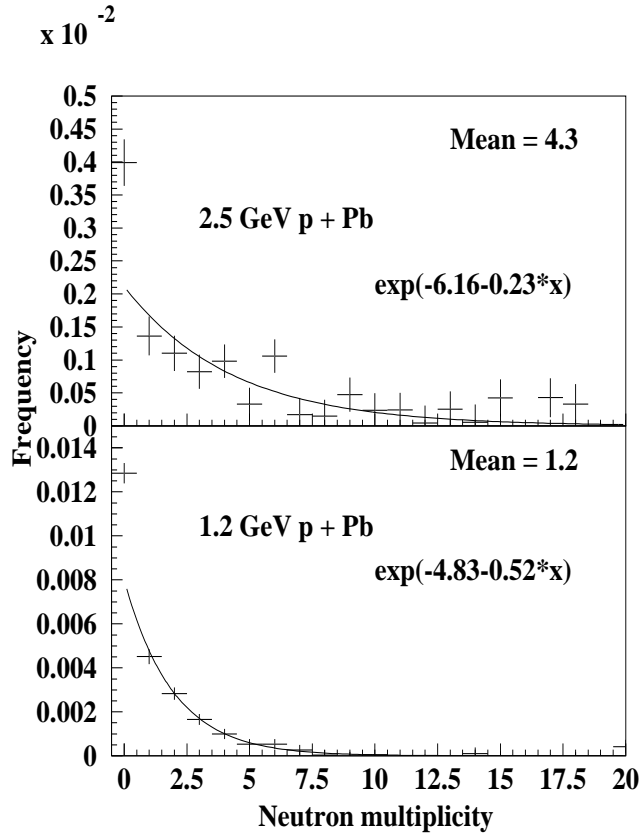 x 10 -2
0.5
0.45
0.4
0.35
0.3
0.25
0.2
0.15
0.1
0.05
0
Mean = 4.3
2.5 GeV p + Pb
exp(-6.16-0.23*x)
Frequency
0.014
0.012
0.01
0.008
0.006
0.004
0.002
0
Mean = 1.2
1.2 GeV p + Pb
exp(-4.83-0.52*x)
0 2.5 5 7.5 10 12.5 15 17.5 20
Neutron multiplicity